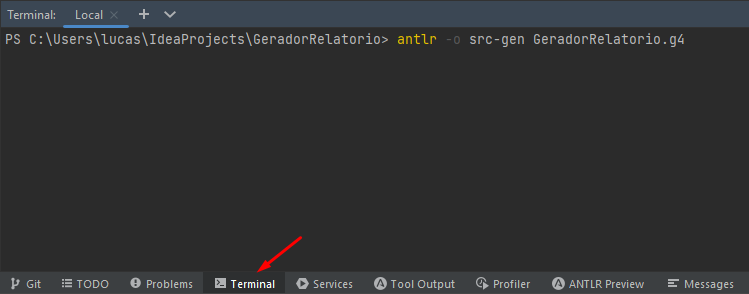 Terminal: Local × + 
PS C:\Users\lucas\IdeaProjects\GeradorRelatorio> antlr -o src-gen GeradorRelatorio.g4
Git TODO Problems Terminal Services Tool Output Profiler ANTLR Preview Messages